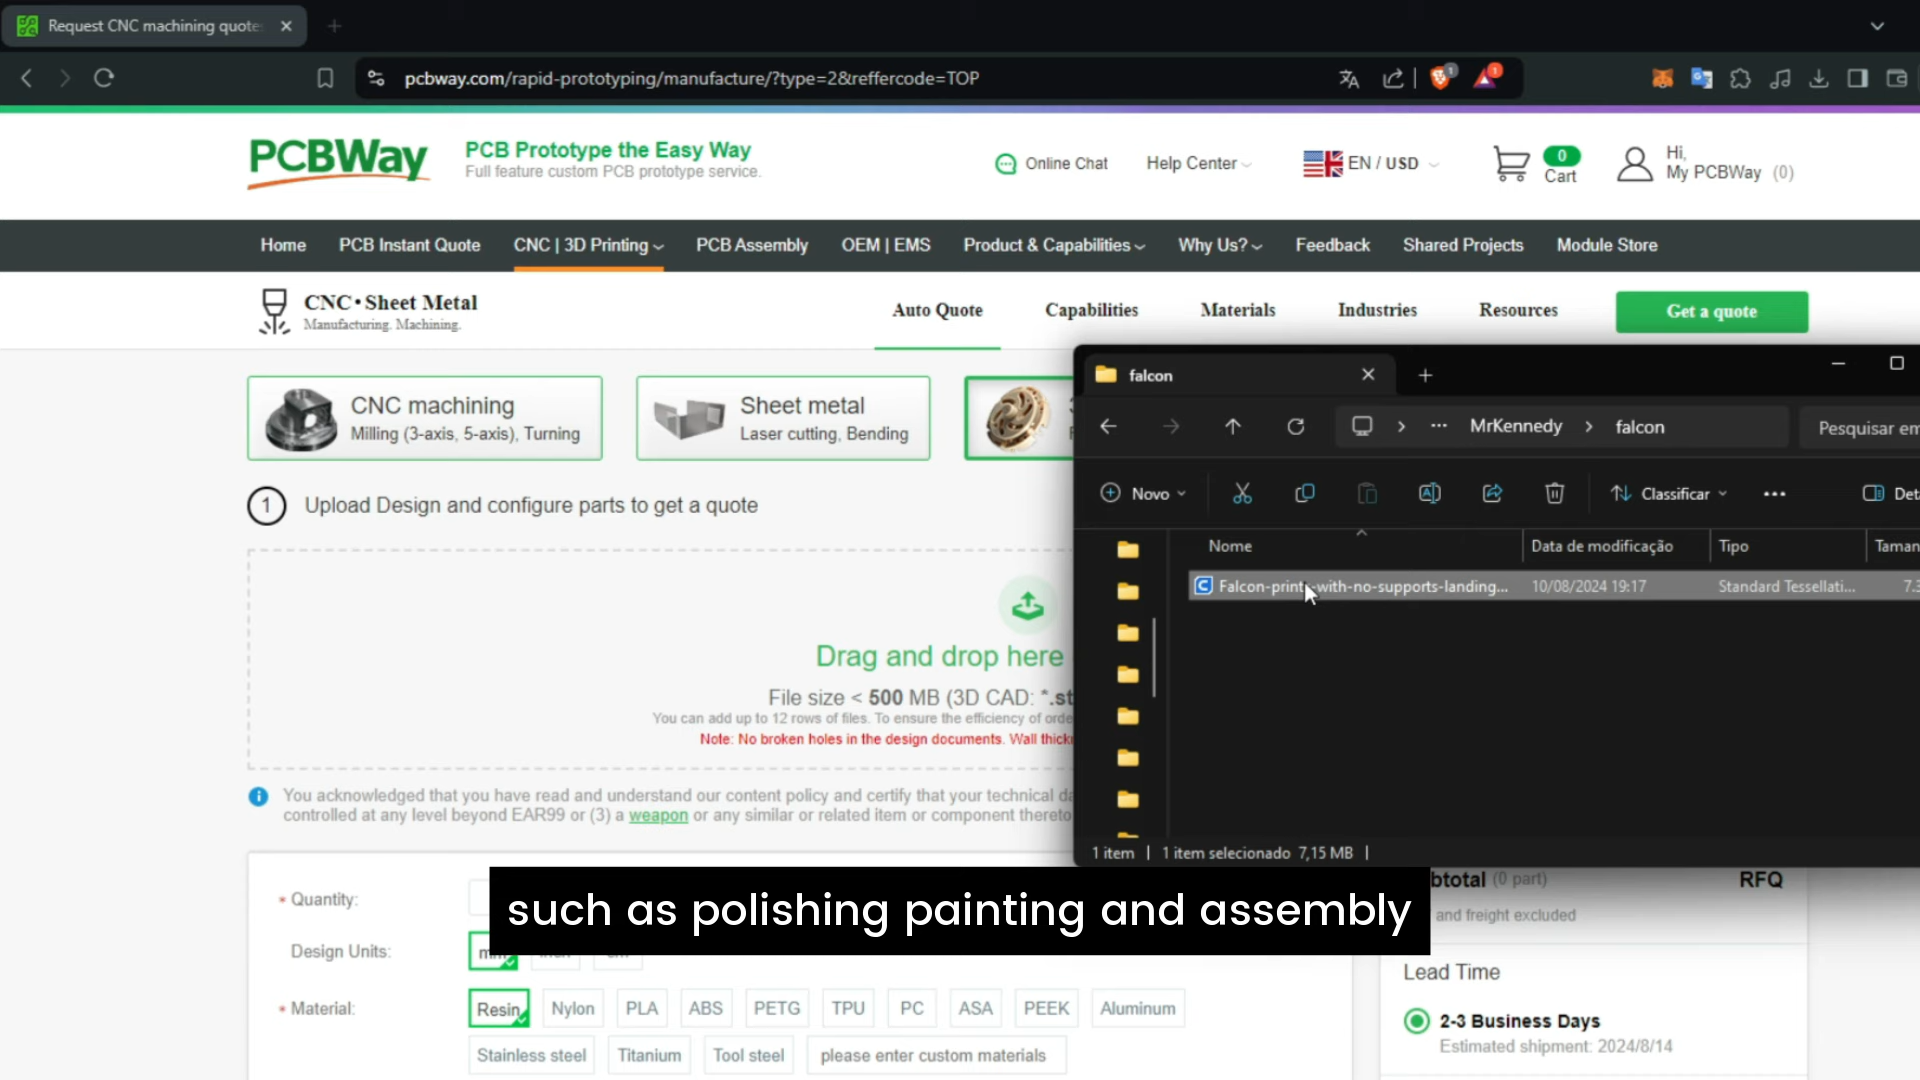 Request CNC machining quote
pcbway.com/rapid-prototyping/manufacture/?type=2&reffercode=TOP
1
1
PCBWay
PCB Prototype the Easy Way
Full feature custom PCB prototype service.
Online Chat
Help Center
EN / USD
0
Cart
Hi,
My PCBWay (0)
Home
PCB Instant Quote
CNC | 3D Printing
PCB Assembly
OEM | EMS
Product & Capabilities
Why Us?
Feedback
Shared Projects
Module Store
CNC • Sheet Metal
Manufacturing. Machining.
Auto Quote
Capabilities
Materials
Industries
Resources
Get a quote
CNC machining
Milling (3-axis, 5-axis), Turning
Sheet metal
Laser cutting, Bending
1 Upload Design and configure parts to get a quote
Drag and drop here
File size < 500 MB (3D CAD: *.st
You can add up to 12 rows of files. To ensure the efficiency of orde
Note: No broken holes in the design documents. Wall thick
You acknowledged that you have read and understand our content policy and certify that your technical da
controlled at any level beyond EAR99 or (3) a weapon or any similar or related item or component thereto
falcon
... MrKennedy > falcon
Pesquisar em
Novo
Classificar
...
Deta
Nome
Data de modificação
Tipo
Taman
Falcon-print-with-no-supports-landing...
10/08/2024 19:17
Standard Tessellati...
7.3
1 item | 1 item selecionado 7,15 MB |
* Quantity:
such as polishing painting and assembly
btotal (0 part)
RFQ
and freight excluded
Design Units:
mm
* Material:
Resin
Nylon
PLA
ABS
PETG
TPU
PC
ASA
PEEK
Aluminum
Stainless steel
Titanium
Tool steel
please enter custom materials
Lead Time
2-3 Business Days
Estimated shipment: 2024/8/14